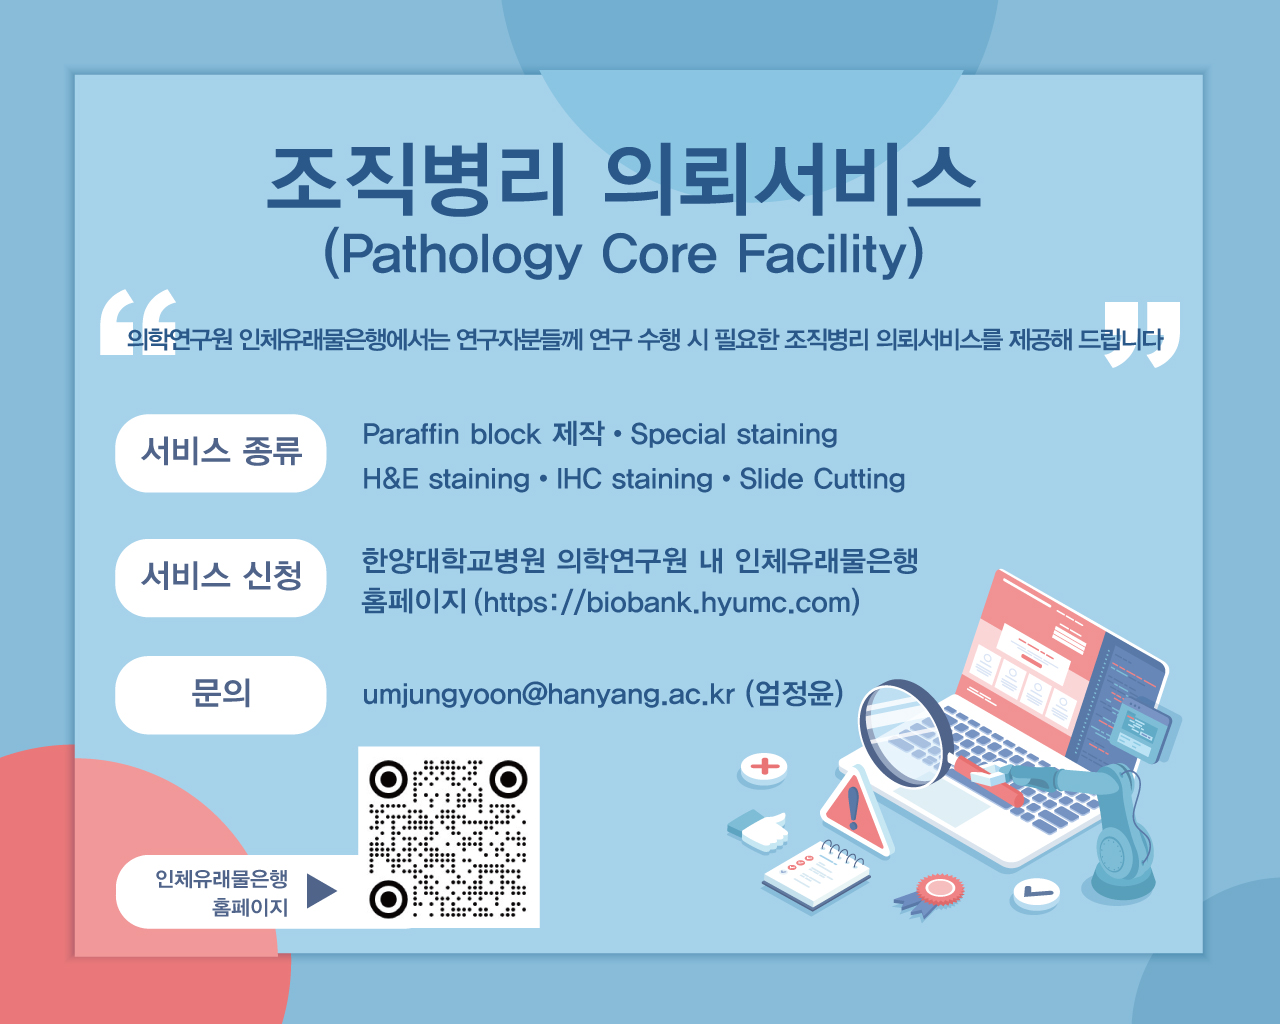 조직병리 의뢰서비스
(Pathology Core Facility)
“ 의학연구원 인체유래물은행에서는 연구자분들께 연구 수행 시 필요한 조직병리 의뢰서비스를 제공해 드립니다 ”
서비스 종류
Paraffin block 제작 • Special staining
H&E staining • IHC staining • Slide Cutting
서비스 신청
한양대학교병원 의학연구원 내 인체유래물은행
홈페이지 (https://biobank.hyumc.com)
문의
umjungyoon@hanyang.ac.kr (엄정윤)
인체유래물은행
홈페이지